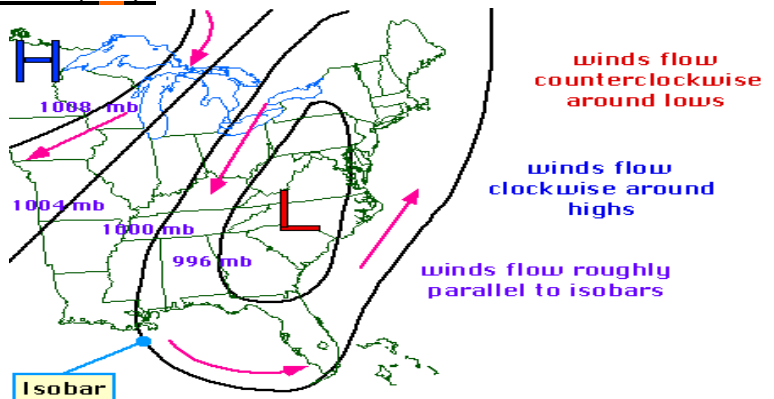 H
winds flow
counterclockwise
around lows
1008 mb
winds flow
clockwise around
highs
1004 mb
L
1000 mb
996 mb
winds flow roughly
parallel to isobars
Isobar